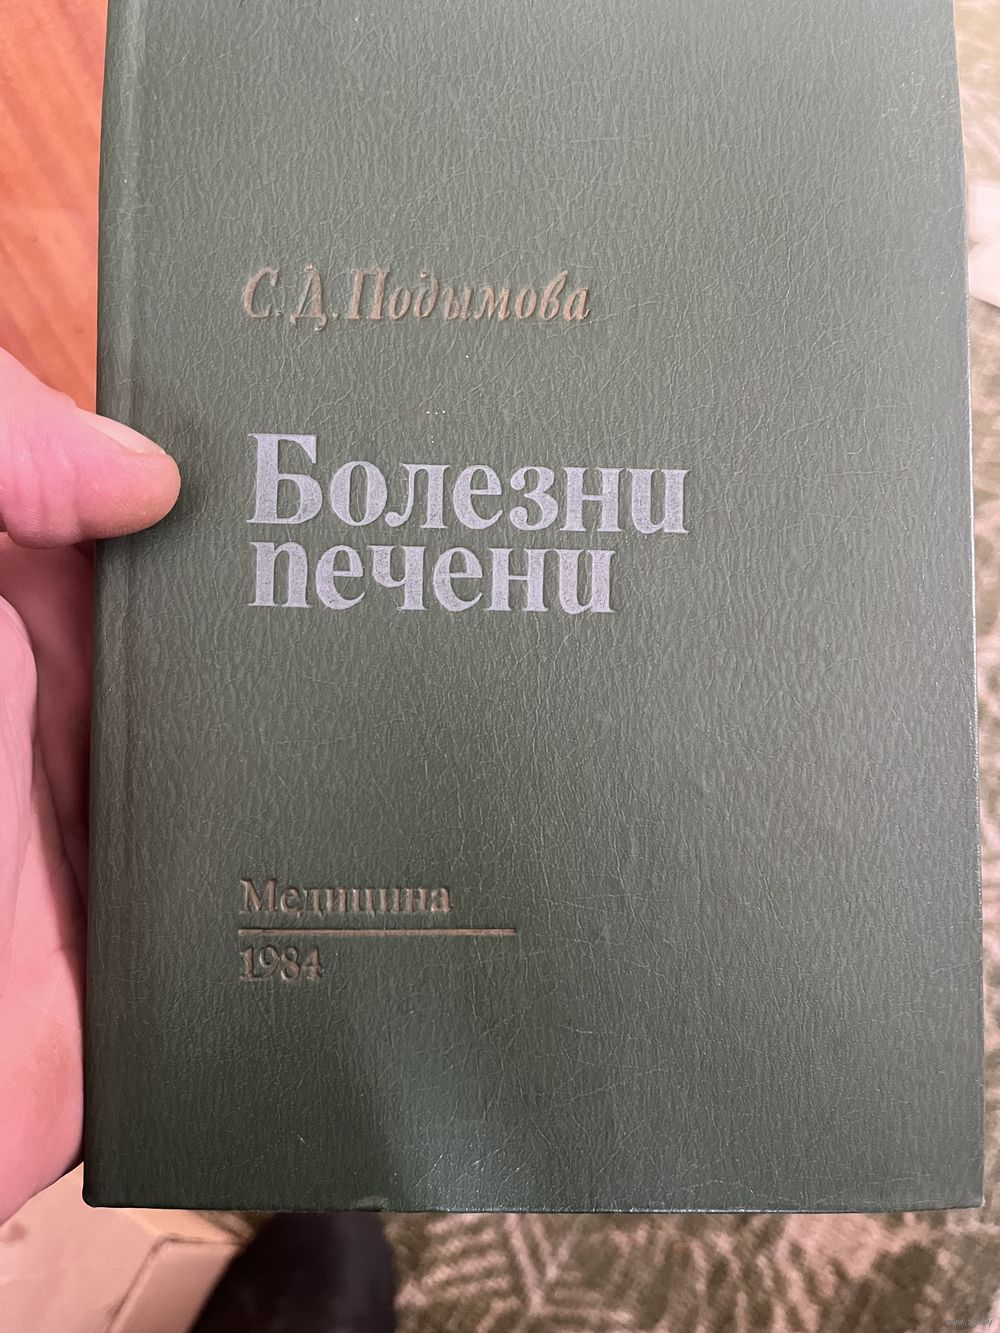 С. Д. Подымова
Болезни
печени
Медицина
1984